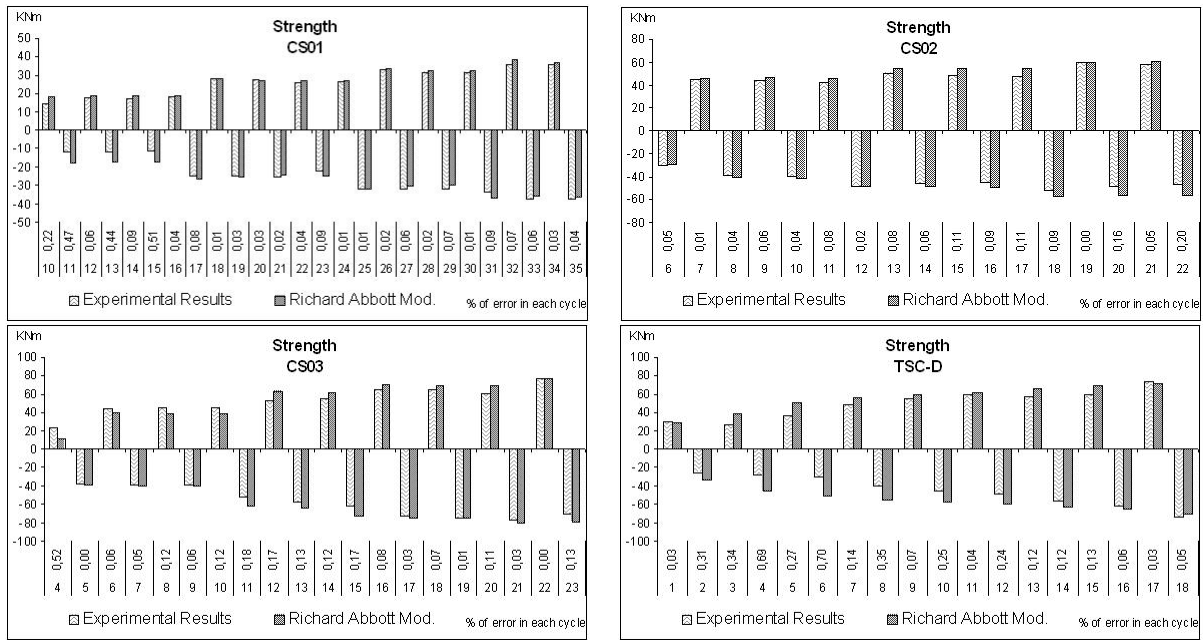 KNm
Strength
CS01
50
40
30
20
10
0
-10
-20
-30
-40
-50
0,22 0,47 0,06 0,44 0,09 0,51 0,04 0,08 0,01 0,03 0,03 0,02 0,04 0,09 0,01 0,01 0,02 0,06 0,02 0,07 0,01 0,09 0,07 0,06 0,03 0,04
10 11 12 13 14 15 16 17 18 19 20 21 22 23 24 25 26 27 28 29 30 31 32 33 34 35
Experimental Results Richard Abbott Mod. % of error in each cycle
KNm
Strength
CS02
80
60
40
20
0
-20
-40
-60
-80
0,05 0,01 0,04 0,06 0,04 0,08 0,02 0,08 0,06 0,11 0,09 0,11 0,09 0,00 0,16 0,05 0,20
6 7 8 9 10 11 12 13 14 15 16 17 18 19 20 21 22
Experimental Results Richard Abbott Mod. % of error in each cycle
KNm
Strength
CS03
100
80
60
40
20
0
-20
-40
-60
-80
-100
0,52 0,00 0,06 0,05 0,12 0,06 0,12 0,18 0,17 0,13 0,12 0,17 0,08 0,03 0,07 0,01 0,11 0,03 0,00 0,13
4 5 6 7 8 9 10 11 12 13 14 15 16 17 18 19 20 21 22 23
Experimental Results Richard Abbott Mod. % of error in each cycle
KNm
Strength
TSC-D
100
80
60
40
20
0
-20
-40
-60
-80
-100
0,03 0,31 0,34 0,69 0,27 0,70 0,14 0,35 0,07 0,25 0,04 0,24 0,12 0,12 0,13 0,06 0,03 0,05
1 2 3 4 5 6 7 8 9 10 11 12 13 14 15 16 17 18
Experimental Results Richard Abbott Mod. % of error in each cycle